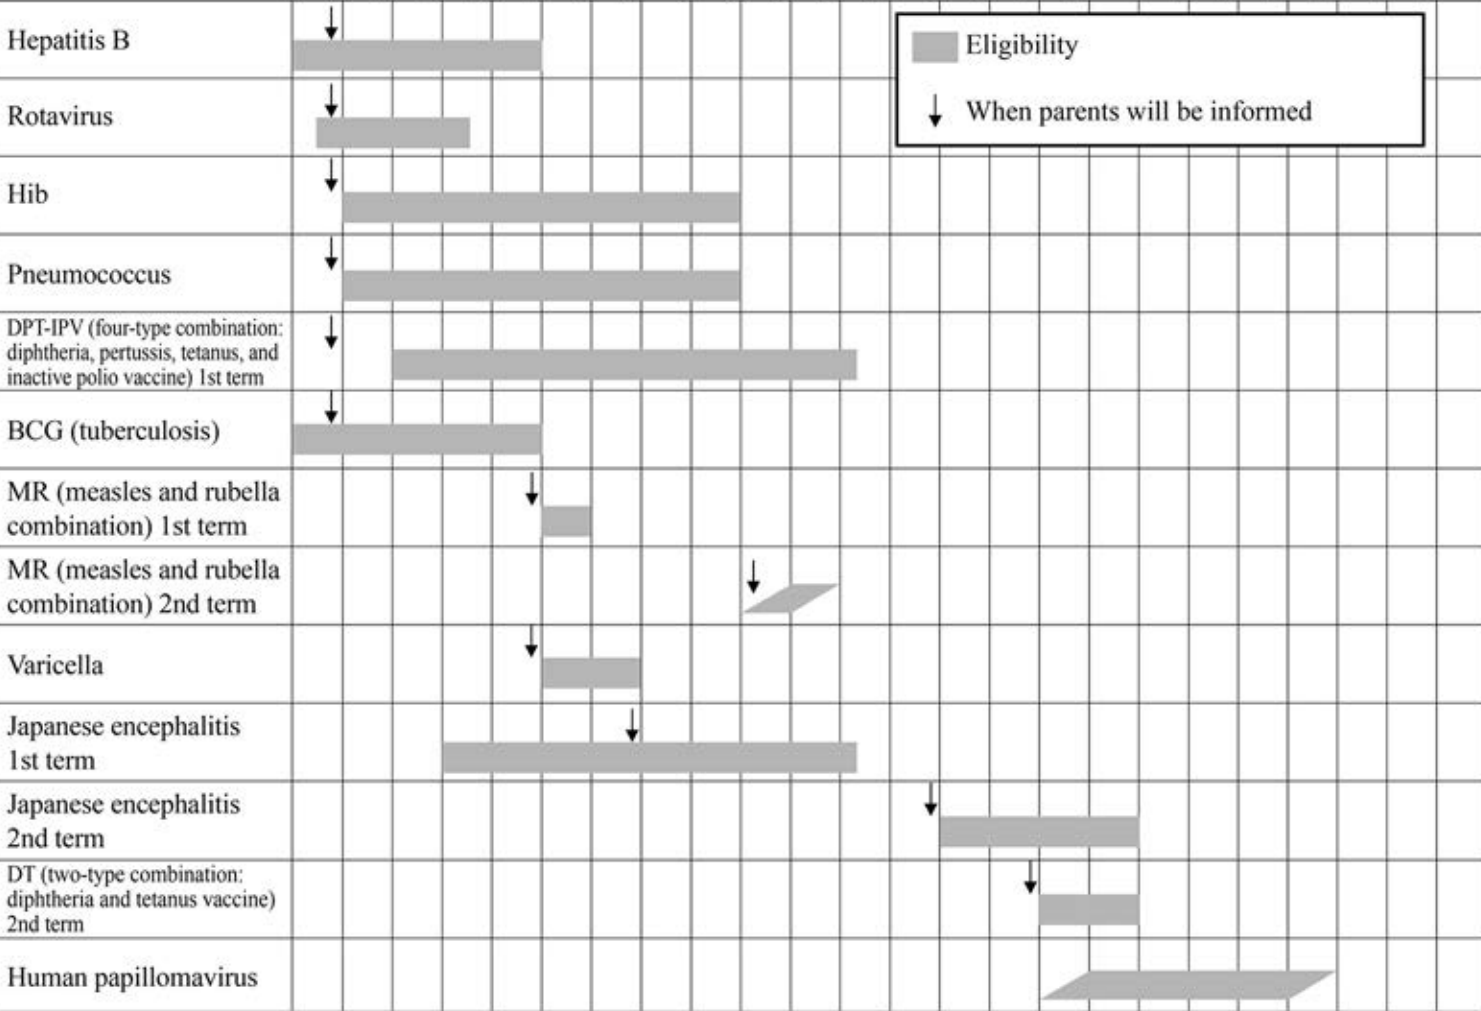 Hepatitis B
Eligibility
When parents will be informed
Rotavirus
Hib
Pneumococcus
DPT-IPV (four-type combination:
diphtheria, pertussis, tetanus, and
inactive polio vaccine) 1st term
BCG (tuberculosis)
MR (measles and rubella
combination) 1st term
MR (measles and rubella
combination) 2nd term
Varicella
Japanese encephalitis
1st term
Japanese encephalitis
2nd term
DT (two-type combination:
diphtheria and tetanus vaccine)
2nd term
Human papillomavirus